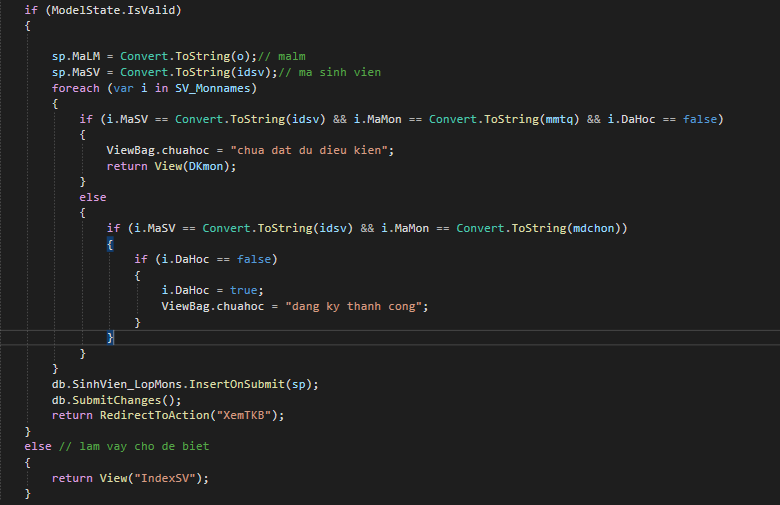 if (ModelState.IsValid)
{
sp.MaLM = Convert.ToString(o);// malm
sp.MaSV = Convert.ToString(idsv);// ma sinh vien
foreach (var i in SV_Monnames)
{
if (i.MaSV == Convert.ToString(idsv) && i.MaMon == Convert.ToString(mmtq) && i.DaHoc == false)
{
ViewBag.chuahoc = "chua dat du dieu kien";
return View(DKmon);
}
else
{
if (i.MaSV == Convert.ToString(idsv) && i.MaMon == Convert.ToString(mdchon))
{
if (i.DaHoc == false)
{
i.DaHoc = true;
ViewBag.chuahoc = "dang ky thanh cong";
}
}
}
}
db.SinhVien_LopMons.InsertOnSubmit(sp);
db.SubmitChanges();
return RedirectToAction("XemTKB");
}
else // lam vay cho de biet
{
return View("IndexSV");
}